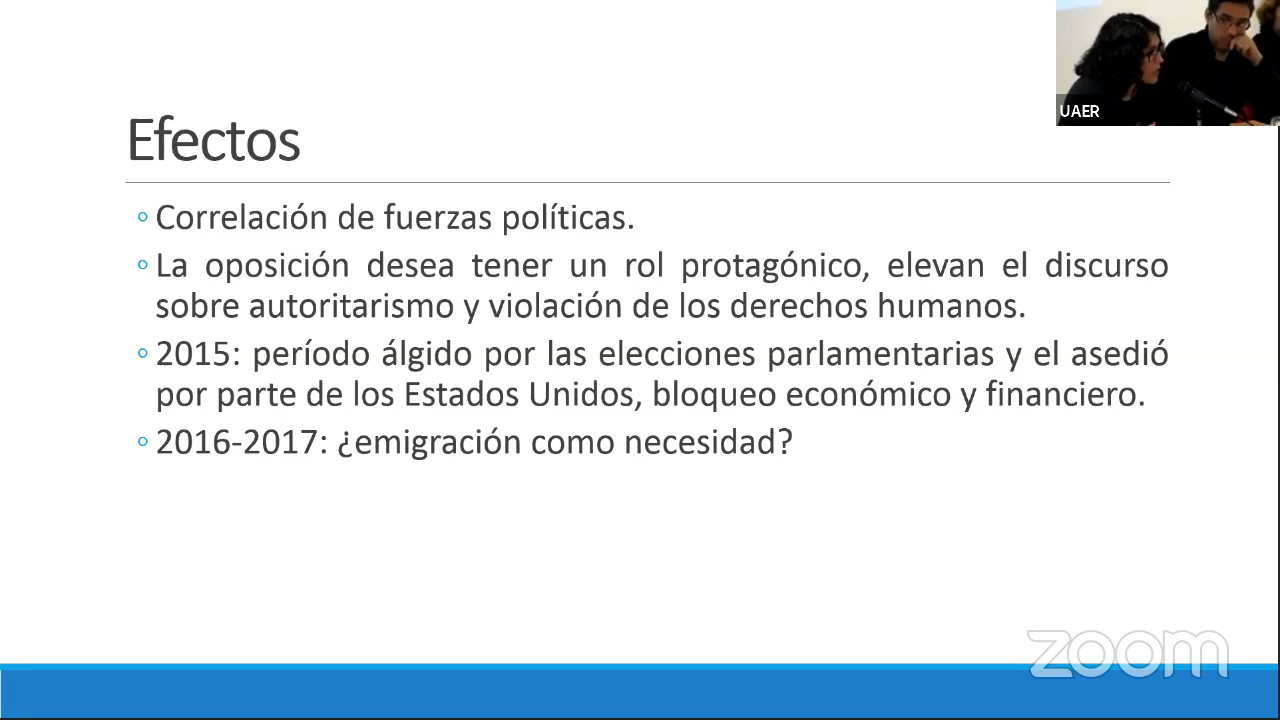 UAER
Efectos
◦ Correlación de fuerzas políticas.
◦ La oposición desea tener un rol protagónico, elevan el discurso
sobre autoritarismo y violación de los derechos humanos.
◦ 2015: período álgido por las elecciones parlamentarias y el asedió
por parte de los Estados Unidos, bloqueo económico y financiero.
◦ 2016-2017: ¿emigración como necesidad?
zoom